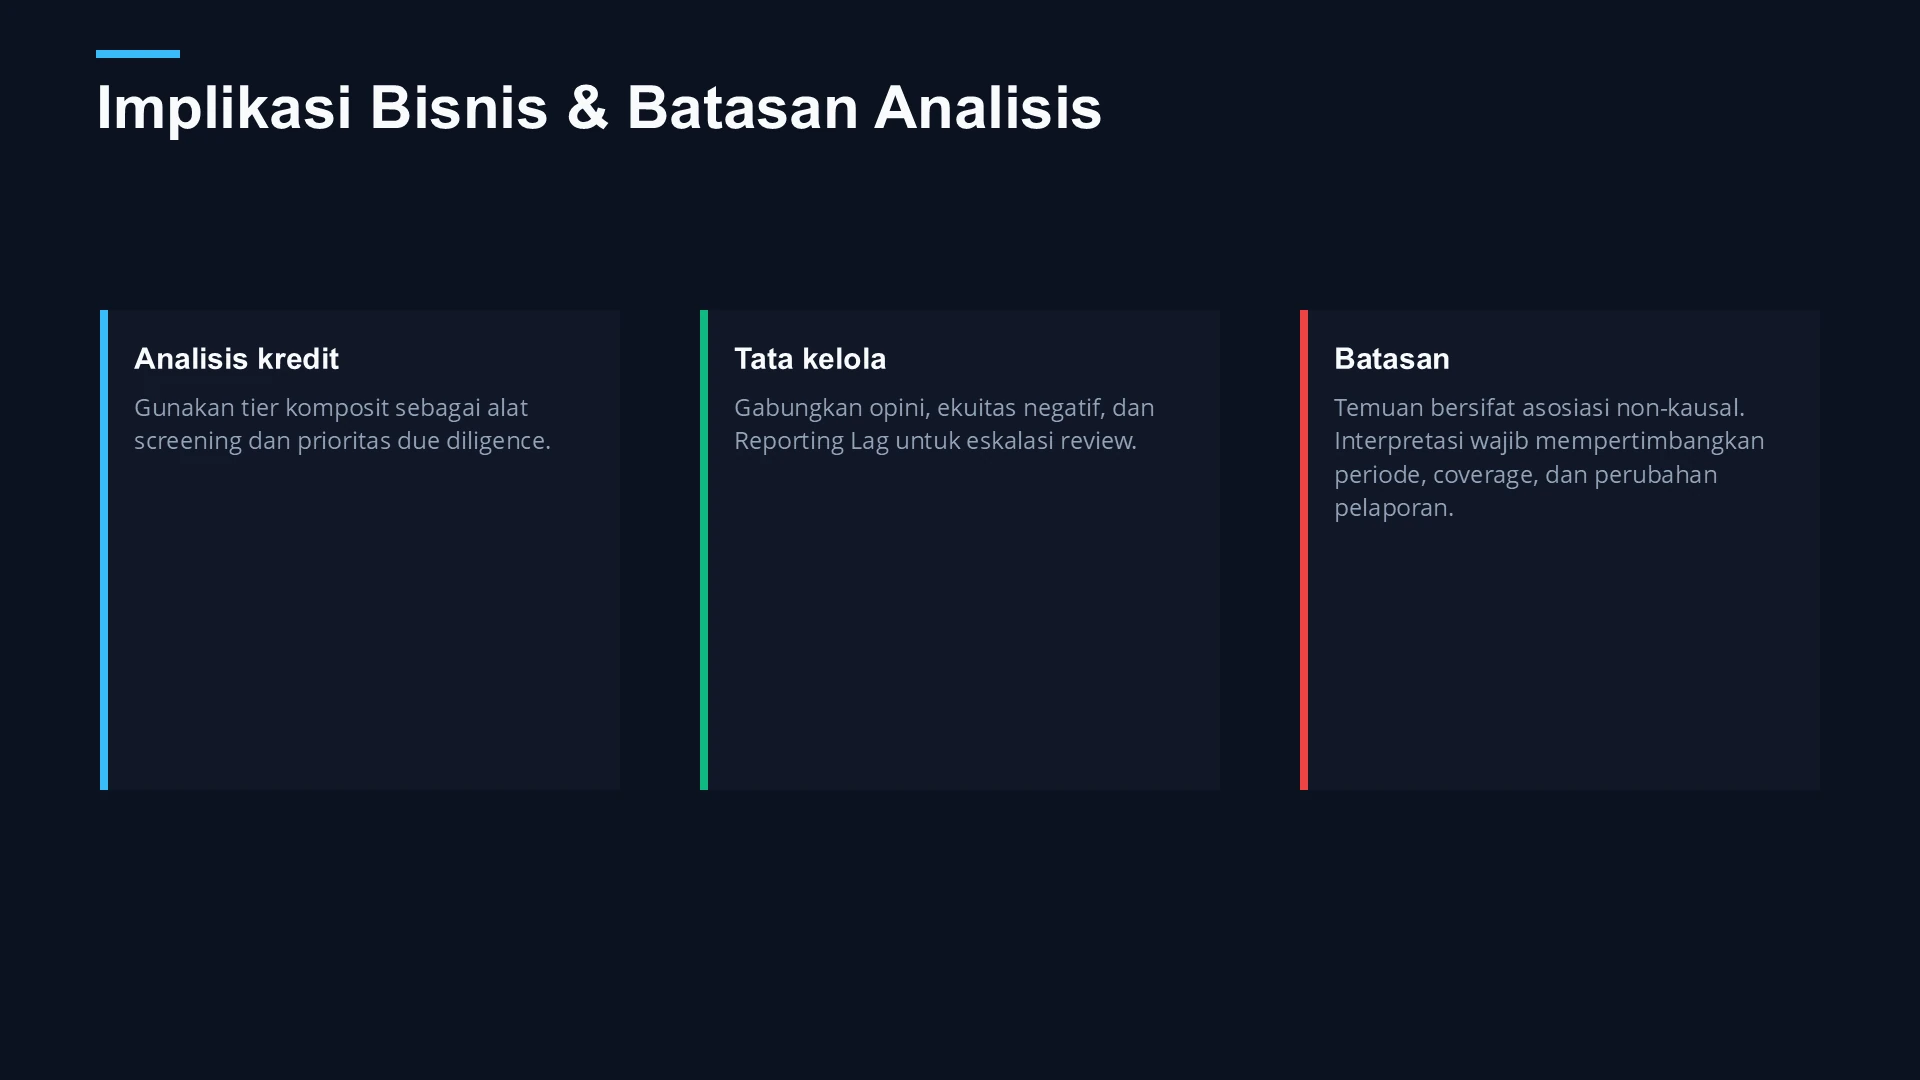 Implikasi Bisnis & Batasan Analisis
Analisis kredit
Gunakan tier komposit sebagai alat
screening dan prioritas due diligence.
Tata kelola
Gabungkan opini, ekuitas negatif, dan
Reporting Lag untuk eskalasi review.
Batasan
Temuan bersifat asosiasi non-kausal.
Interpretasi wajib mempertimbangkan
periode, coverage, dan perubahan
pelaporan.